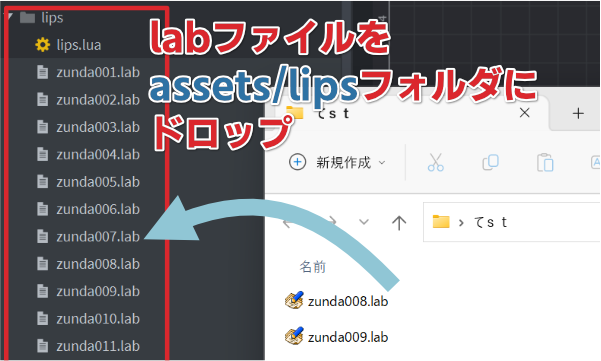 lips
lips.lua
zunda001.lab
zunda002.lab
zunda003.lab
zunda004.lab
zunda005.lab
zunda006.lab
zunda007.lab
zunda008.lab
zunda009.lab
zunda010.lab
zunda011.lab
labファイルを
assets/lipsフォルダに
ドロップ
てｓｔ
新規作成
てｓｔ
名前
zunda008.lab
zunda009.lab